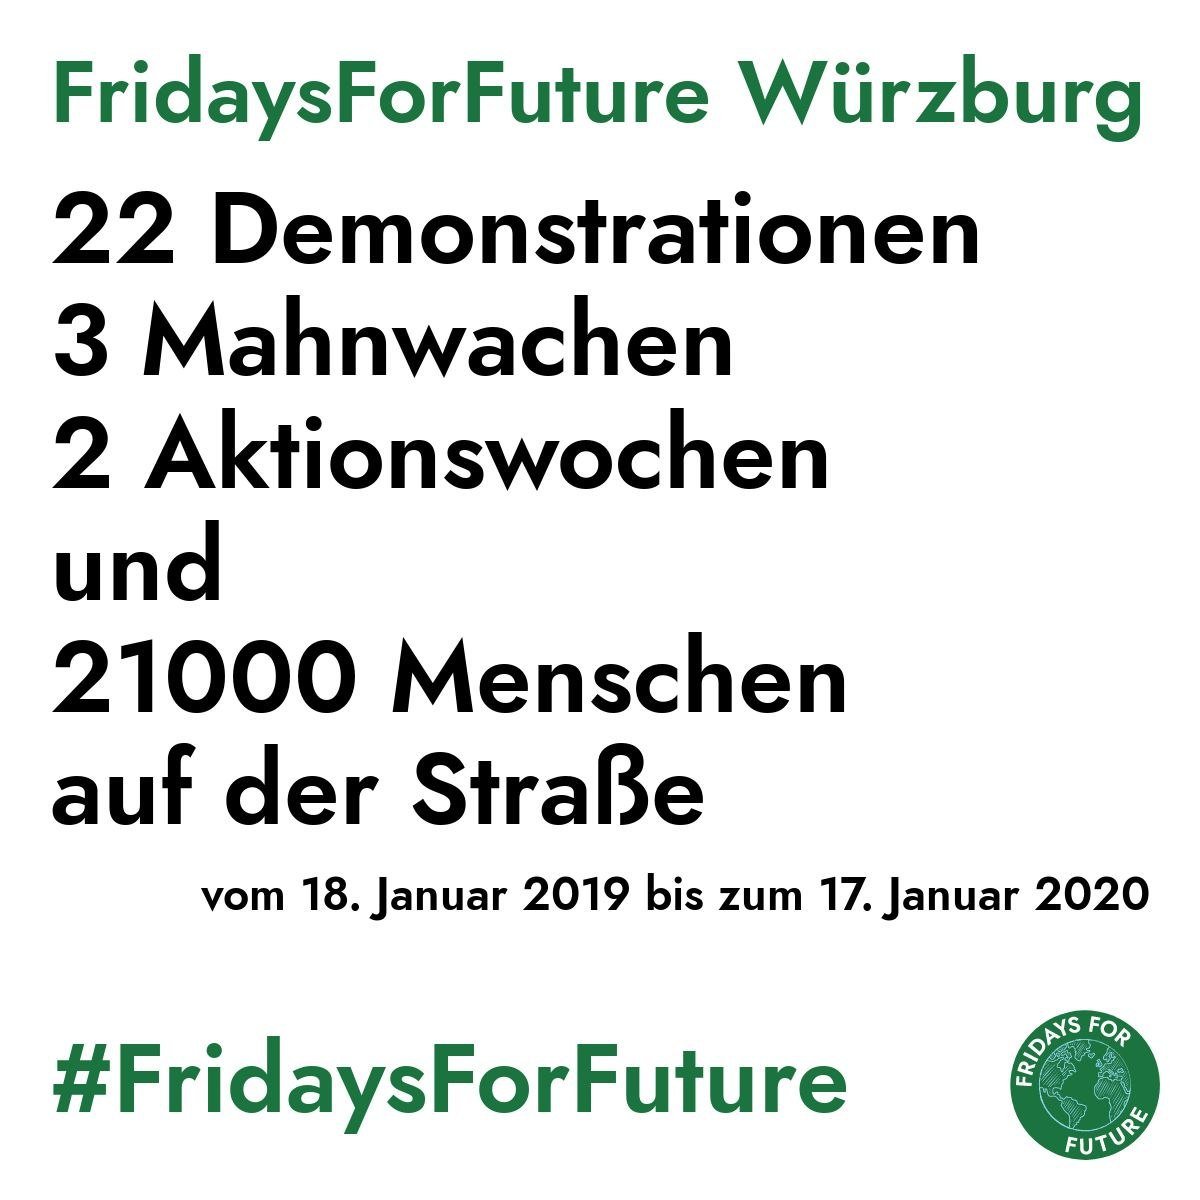 FridaysForFuture Würzburg
22 Demonstrationen
3 Mahnwachen
2 Aktionswochen
und
21000 Menschen
auf der Straße
vom 18. Januar 2019 bis zum 17. Januar 2020
#FridaysForFuture
FRIDAYS FOR
FUTURE